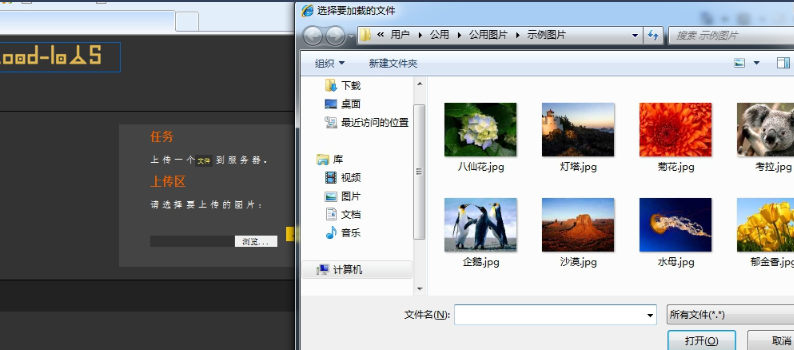 选择要加载的文件
« 用户 公用 公用图片 示例图片
搜索 示例图片
组织 新建文件夹
下载
桌面
最近访问的位置
库
视频
图片
文档
音乐
计算机
八仙花.jpg 灯塔.jpg 菊花.jpg 考拉.jpg
企鹅.jpg 沙漠.jpg 水母.jpg 郁金香.jpg
文件名(N): 所有文件(*.*)
打开(O) 取消
任务
上传一个文件到服务器。
上传区
请选择要上传的图片:
浏览...